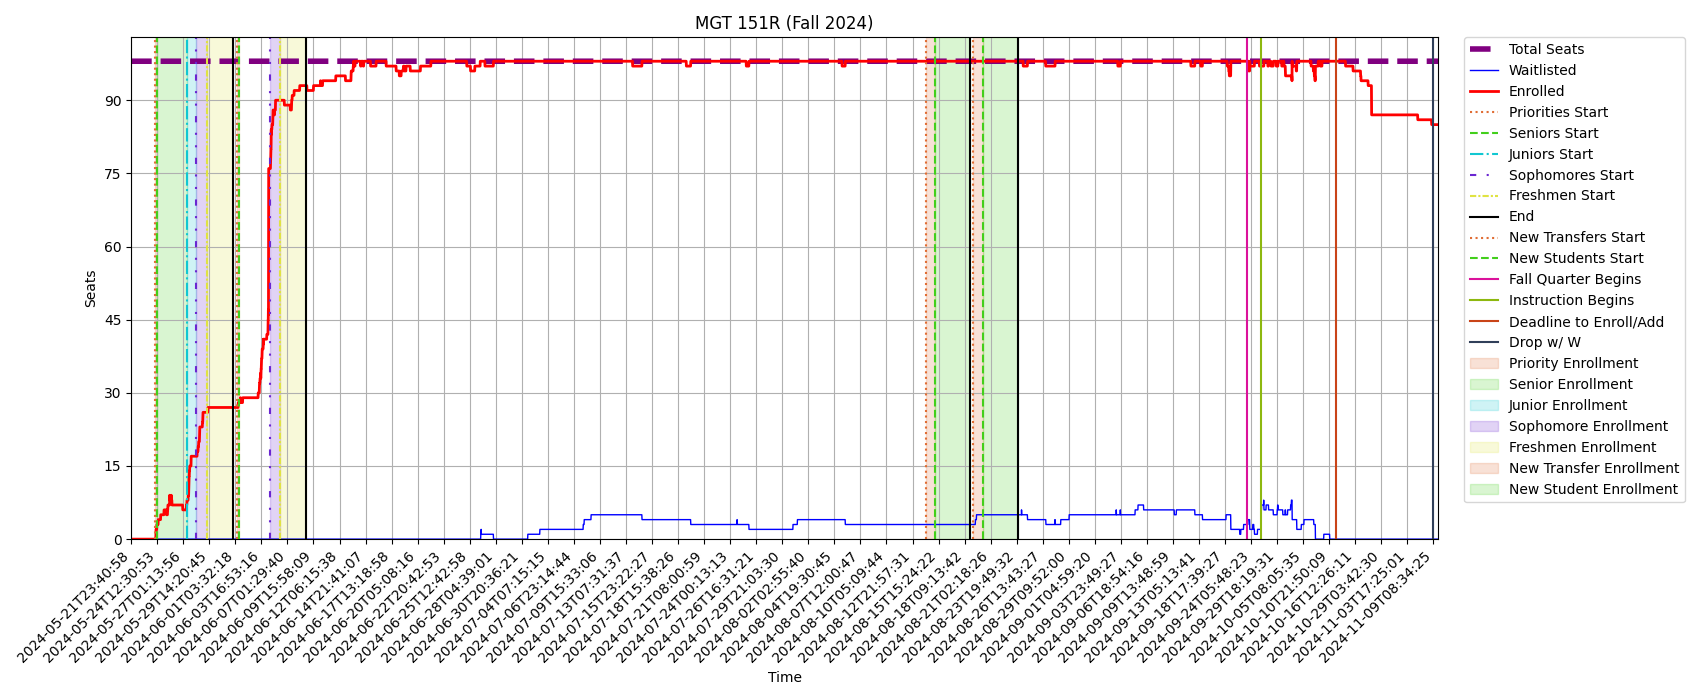 MGT 151R (Fall 2024)
Seats
90
75
60
45
30
15
0
2024-05-21T23:40:58
2024-05-24T12:30:53
2024-05-27T01:13:56
2024-05-29T14:20:45
2024-06-01T03:32:18
2024-06-03T16:53:16
2024-06-07T01:29:40
2024-06-09T11:58:09
2024-06-12T06:15:38
2024-06-14T21:41:07
2024-06-17T13:18:58
2024-06-20T05:08:16
2024-06-22T20:42:53
2024-06-25T12:42:58
2024-06-28T04:39:01
2024-06-30T20:36:21
2024-07-04T07:15:15
2024-07-06T23:14:44
2024-07-09T15:33:06
2024-07-13T07:31:37
2024-07-15T23:22:27
2024-07-18T15:38:26
2024-07-21T08:00:59
2024-07-24T00:13:13
2024-07-26T16:31:21
2024-07-29T21:03:30
2024-08-02T02:55:40
2024-08-04T19:30:45
2024-08-07T12:00:47
2024-08-10T05:09:44
2024-08-12T21:57:31
2024-08-15T15:24:22
2024-08-18T09:13:42
2024-08-21T02:18:26
2024-08-23T19:49:32
2024-08-26T13:43:27
2024-08-29T09:52:00
2024-09-01T04:59:20
2024-09-03T23:49:27
2024-09-06T18:54:16
2024-09-10T13:48:59
2024-09-13T05:13:41
2024-09-18T17:39:27
2024-09-24T05:48:23
2024-09-29T18:19:31
2024-10-05T08:05:35
2024-10-10T21:50:09
2024-10-16T12:26:11
2024-10-29T03:42:30
2024-11-03T17:25:01
2024-11-09T08:34:25
Time
Total Seats
Waitlisted
Enrolled
Priorities Start
Seniors Start
Juniors Start
Sophomores Start
Freshmen Start
End
New Transfers Start
New Students Start
Fall Quarter Begins
Instruction Begins
Deadline to Enroll/Add
Drop w/ W
Priority Enrollment
Senior Enrollment
Junior Enrollment
Sophomore Enrollment
Freshmen Enrollment
New Transfer Enrollment
New Student Enrollment